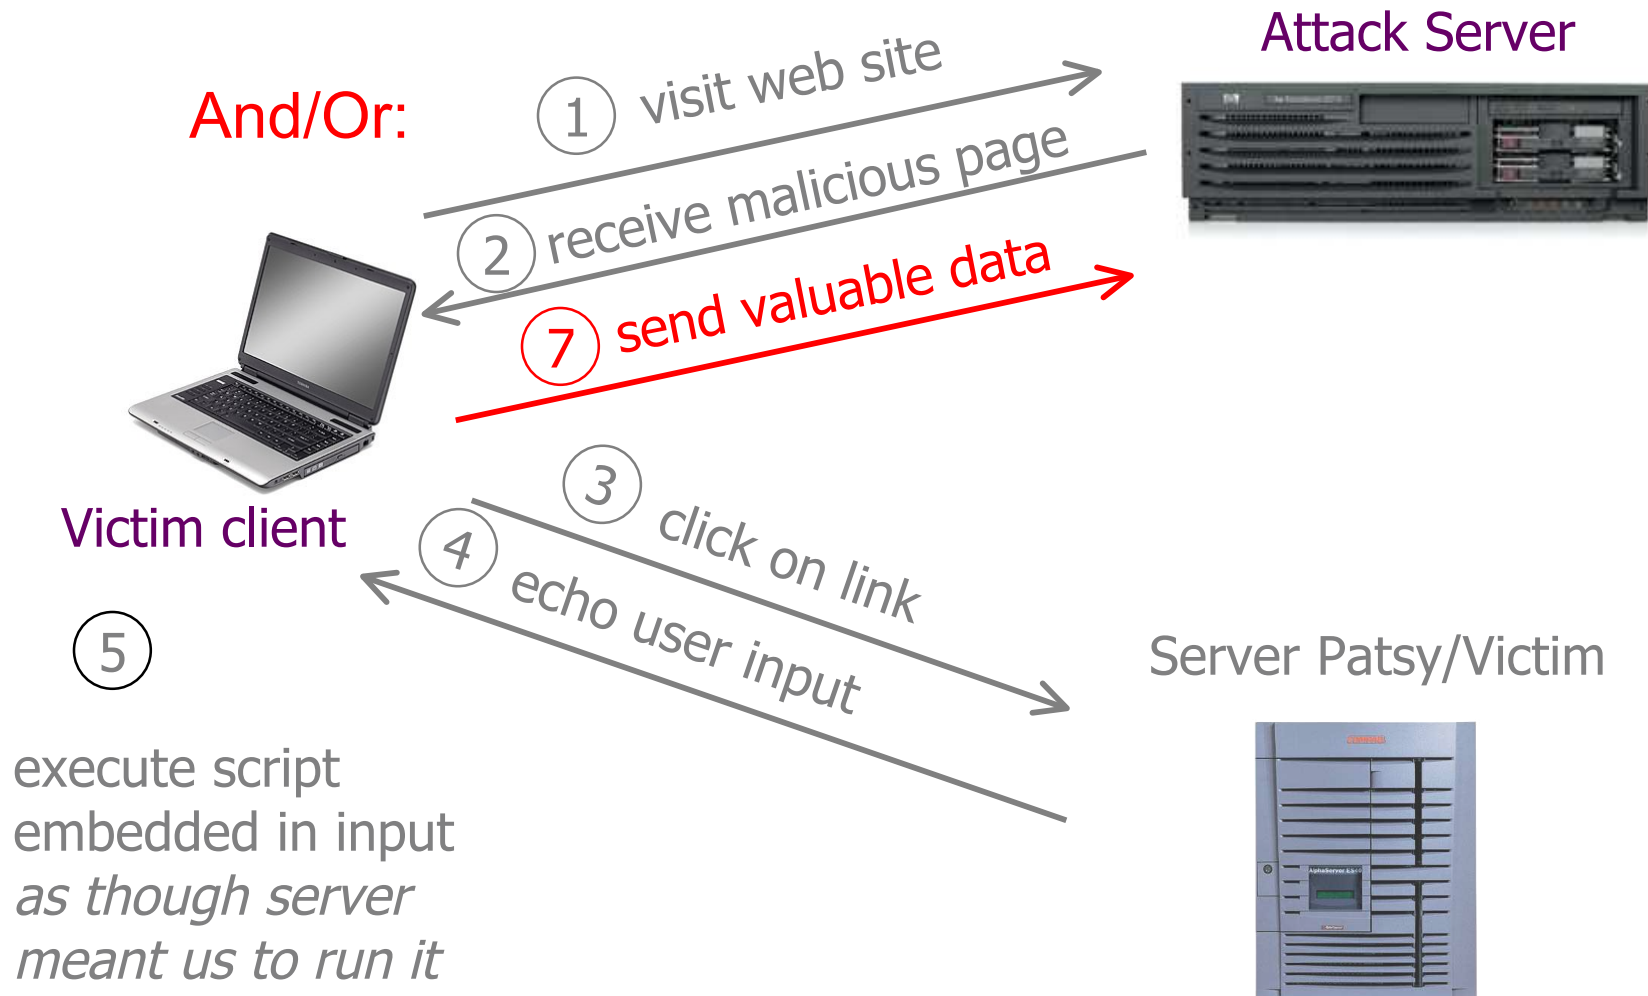 Attack Server
And/Or:
1 visit web site
2 receive malicious page
7 send valuable data
Victim client
3 click on link
4 echo user input
5
Server Patsy/Victim
execute script
embedded in input
as though server
meant us to run it